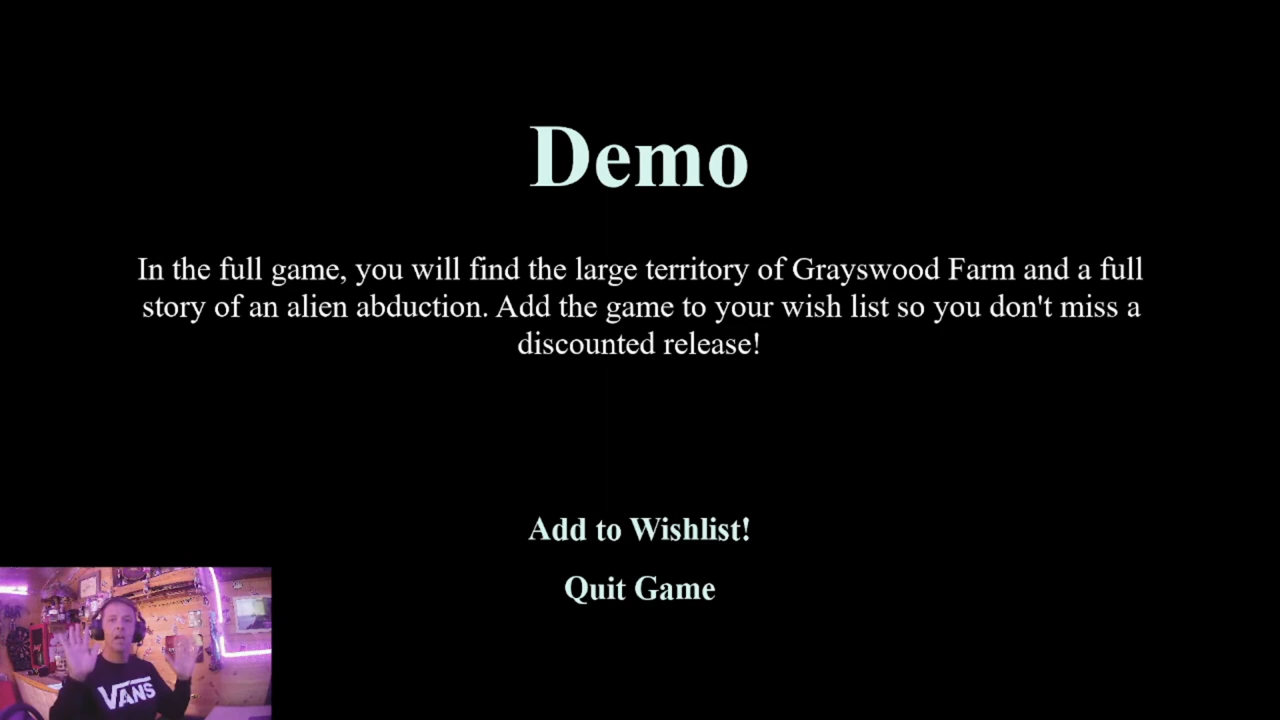 Demo
In the full game, you will find the large territory of Grayswood Farm and a full
story of an alien abduction. Add the game to your wish list so you don't miss a
discounted release!
Add to Wishlist!
Quit Game
VANS